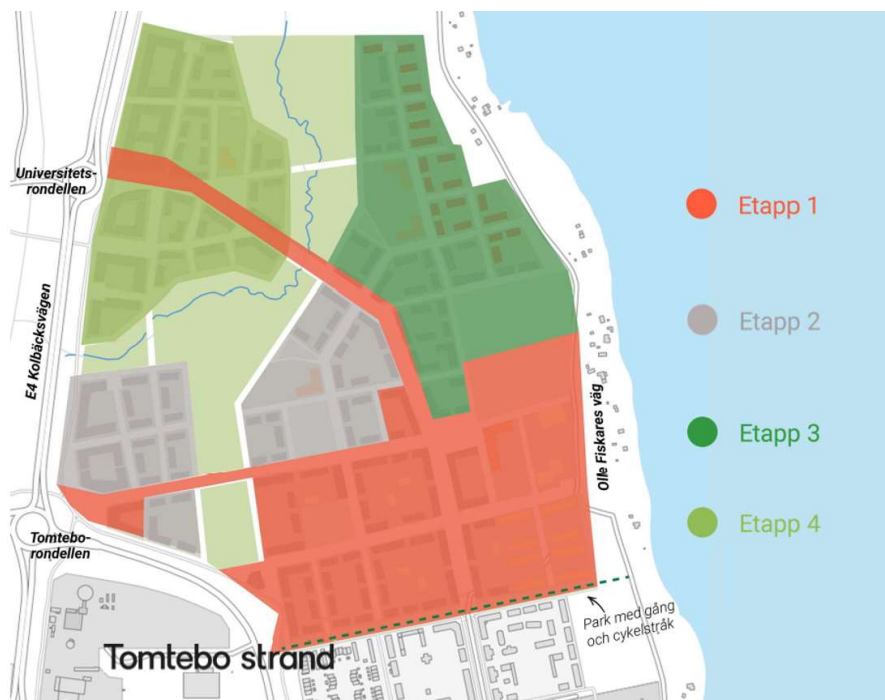 Universitets-
rondellen
Etapp 1
E4 Kolbäcksvägen
Etapp 2
Olle Fiskares väg
Etapp 3
Etapp 4
Tomtebo-
rondellen
Park med gång
och cykelstråk
Tomtebo strand